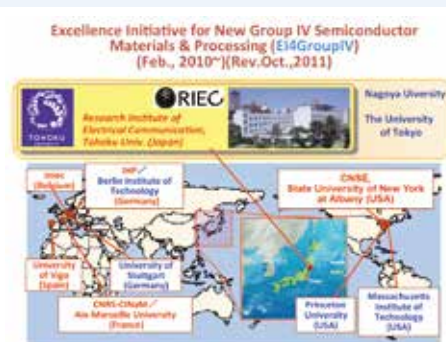 Excellence Initiative for New Group IV Semiconductor
Materials & Processing (EI4GroupIV)
(Feb., 2010~)(Rev.Oct.,2011)
TOHOKU
RIEC
Research Institute of
Electrical Communication,
Tohoku Univ. (Japan)
Nagoya Uiversity
The University
of Tokyo
imec
(Belgium)
IHP /
Berlin Institute of
Technology
(Germany)
CNSE,
State University of New York
at Albany (USA)
University
of Vigo
(Spain)
University of
Stuttgart
(Germany)
CNRS-CINaM /
Aix-Marseille University
(France)
Princeton
University
(USA)
Massachusetts
Institute of
Technology (USA)